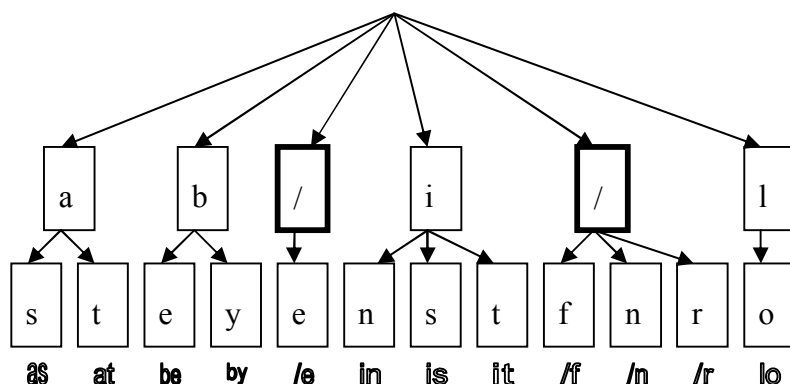 a b / i / l
s t e y e n s t f n r o
as at be by /e in is it /f /n /r lo